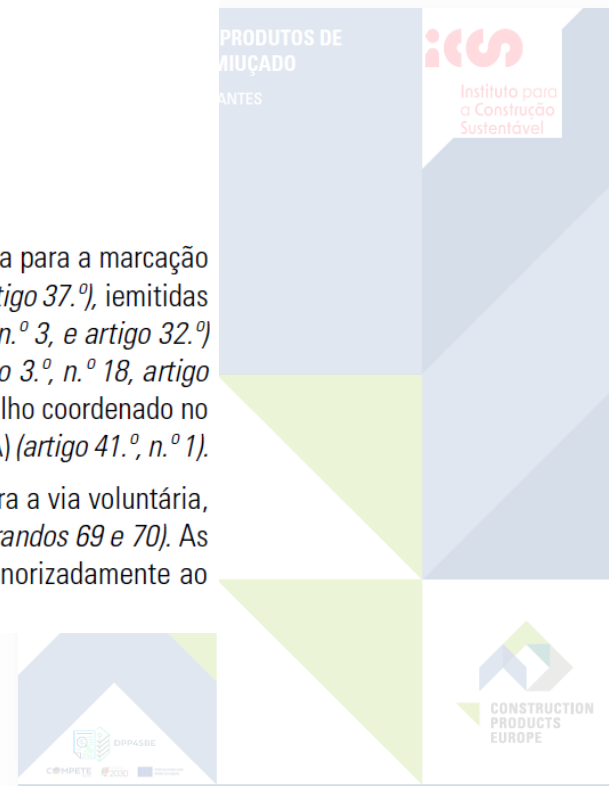 PRODUTOS DE
MIUÇADO
ANTES
Instituto para
a Construção
Sustentável
a para a marcação
tigo 37.º), iemitidas
n.º 3, e artigo 32.º)
o 3.º, n.º 18, artigo
lho coordenado no
A) (artigo 41.º, n.º 1).
ra a via voluntária,
randos 69 e 70). As
norizadamente ao
DPP4SBE
COMPETE
2030
CONSTRUCTION
PRODUCTS
EUROPE